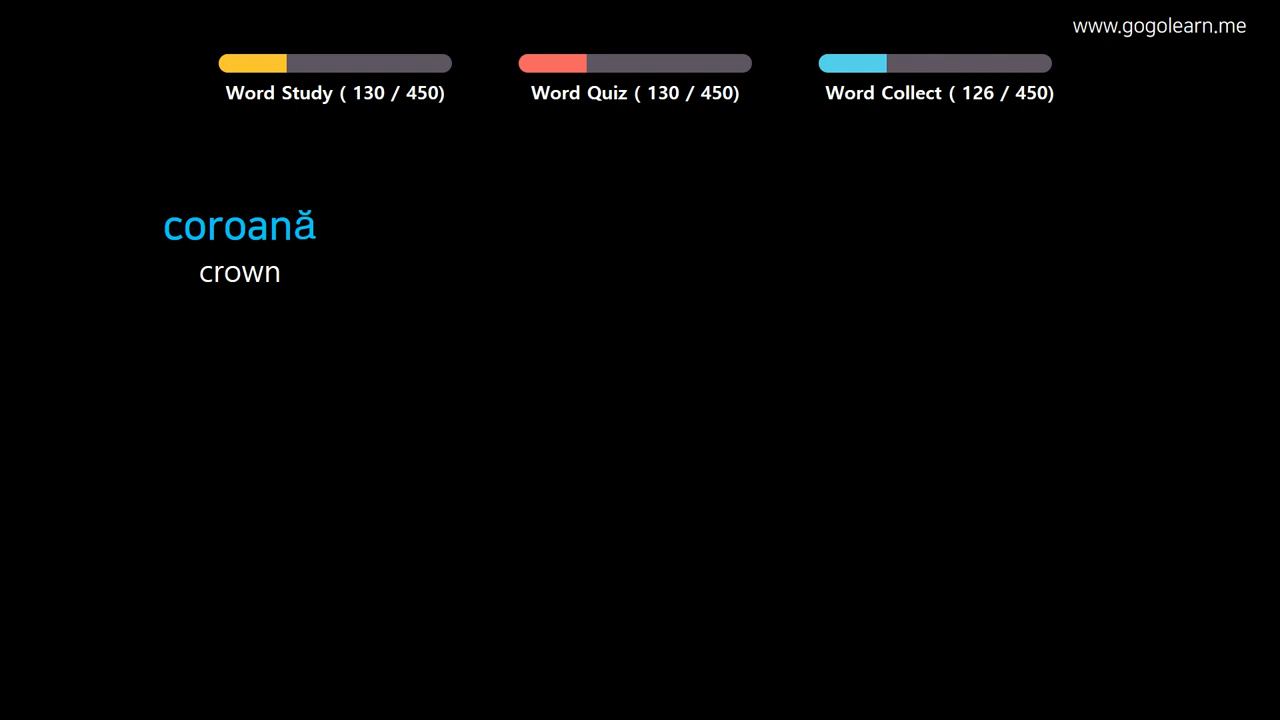 www.gogolearn.me
Word Study ( 130 / 450)
Word Quiz ( 130 / 450)
Word Collect ( 126 / 450)
coroană
crown